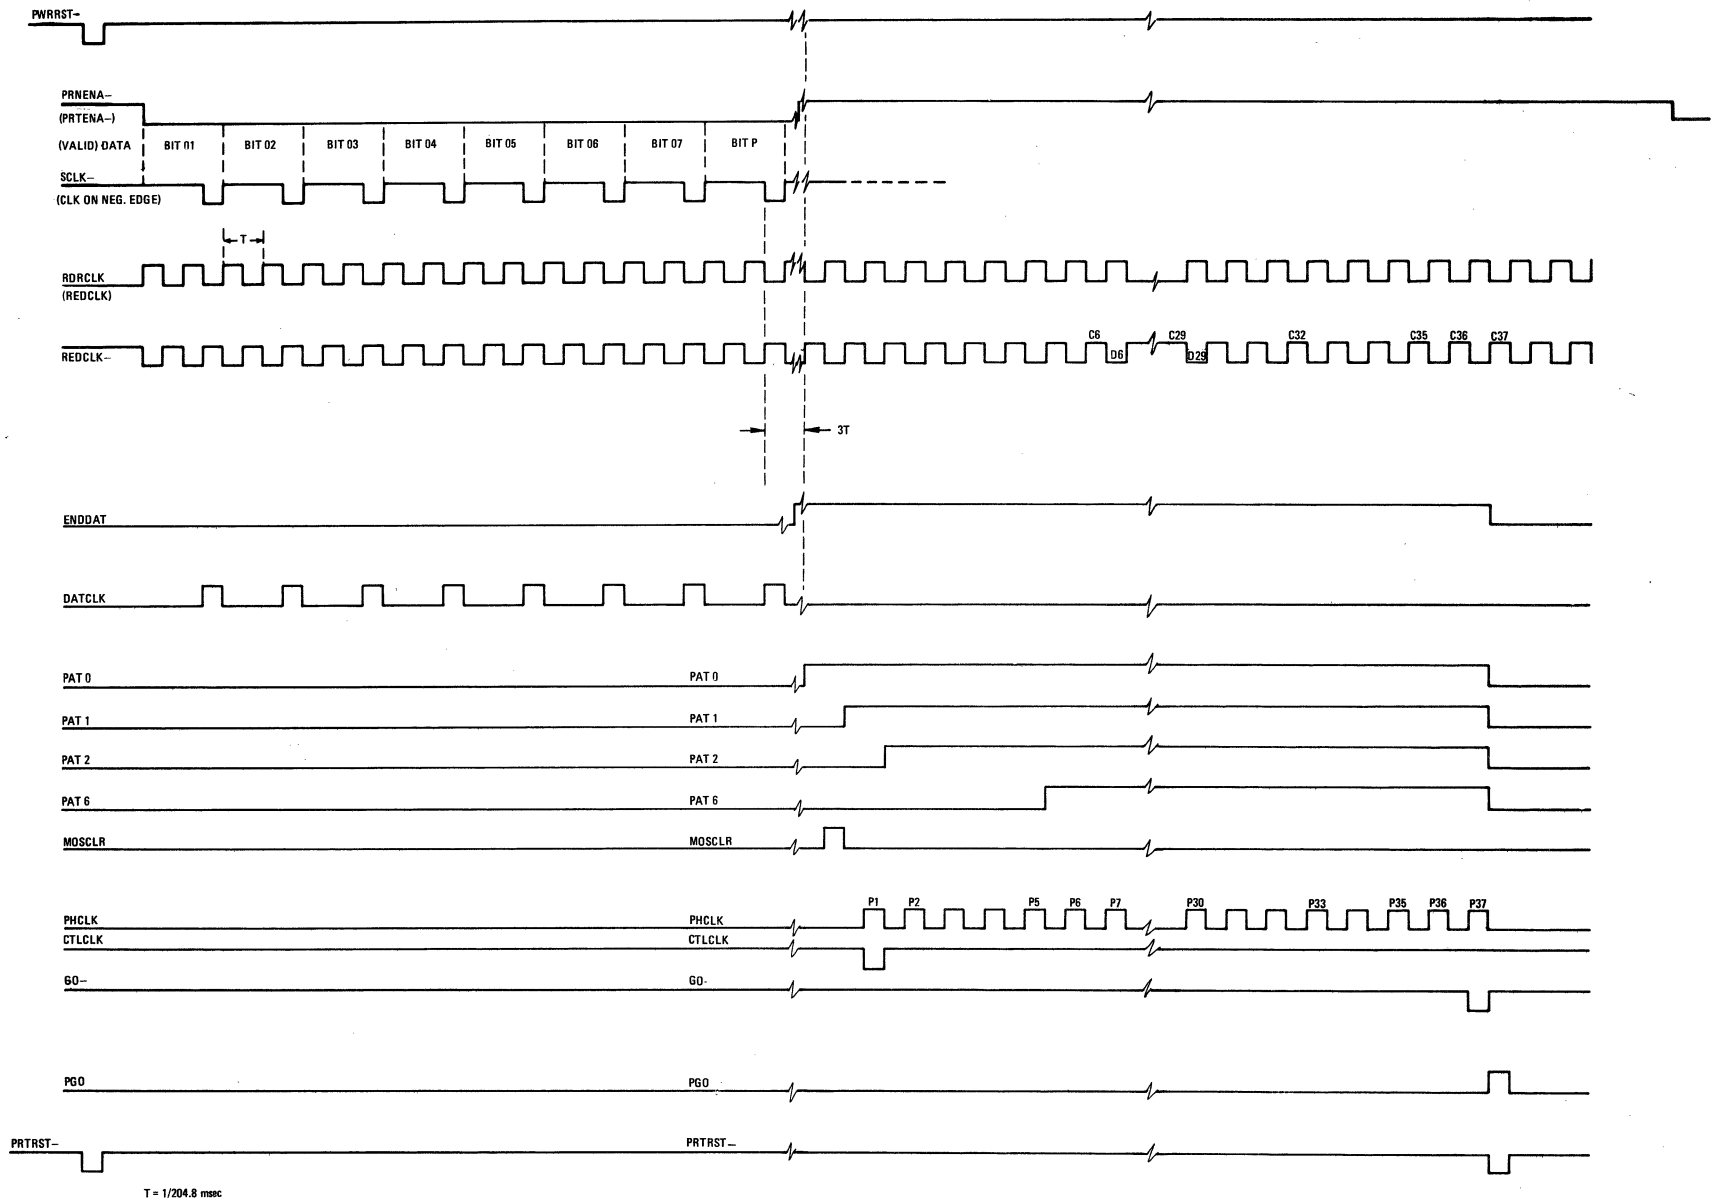 PWRRST–
PRNENA–
(PRTENA–)
(VALID) DATA BIT 01 BIT 02 BIT 03 BIT 04 BIT 05 BIT 06 BIT 07 BIT P
SCLK–
(CLK ON NEG. EDGE)
T
RDRCLK
(REDCLK)
C6 C29 C32 C35 C36 C37
REDCLK–
D6 D29
3T
ENDDAT
DATCLK
PAT 0 PAT 0
PAT 1 PAT 1
PAT 2 PAT 2
PAT 6 PAT 6
MOSCLR MOSCLR
P1 P2 P5 P6 P7 P30 P33 P35 P36 P37
PHCLK PHCLK
CTLCLK CTLCLK
GO– GO-
PGO PGO
PRTRST– PRTRST–
T = 1/204.8 msec